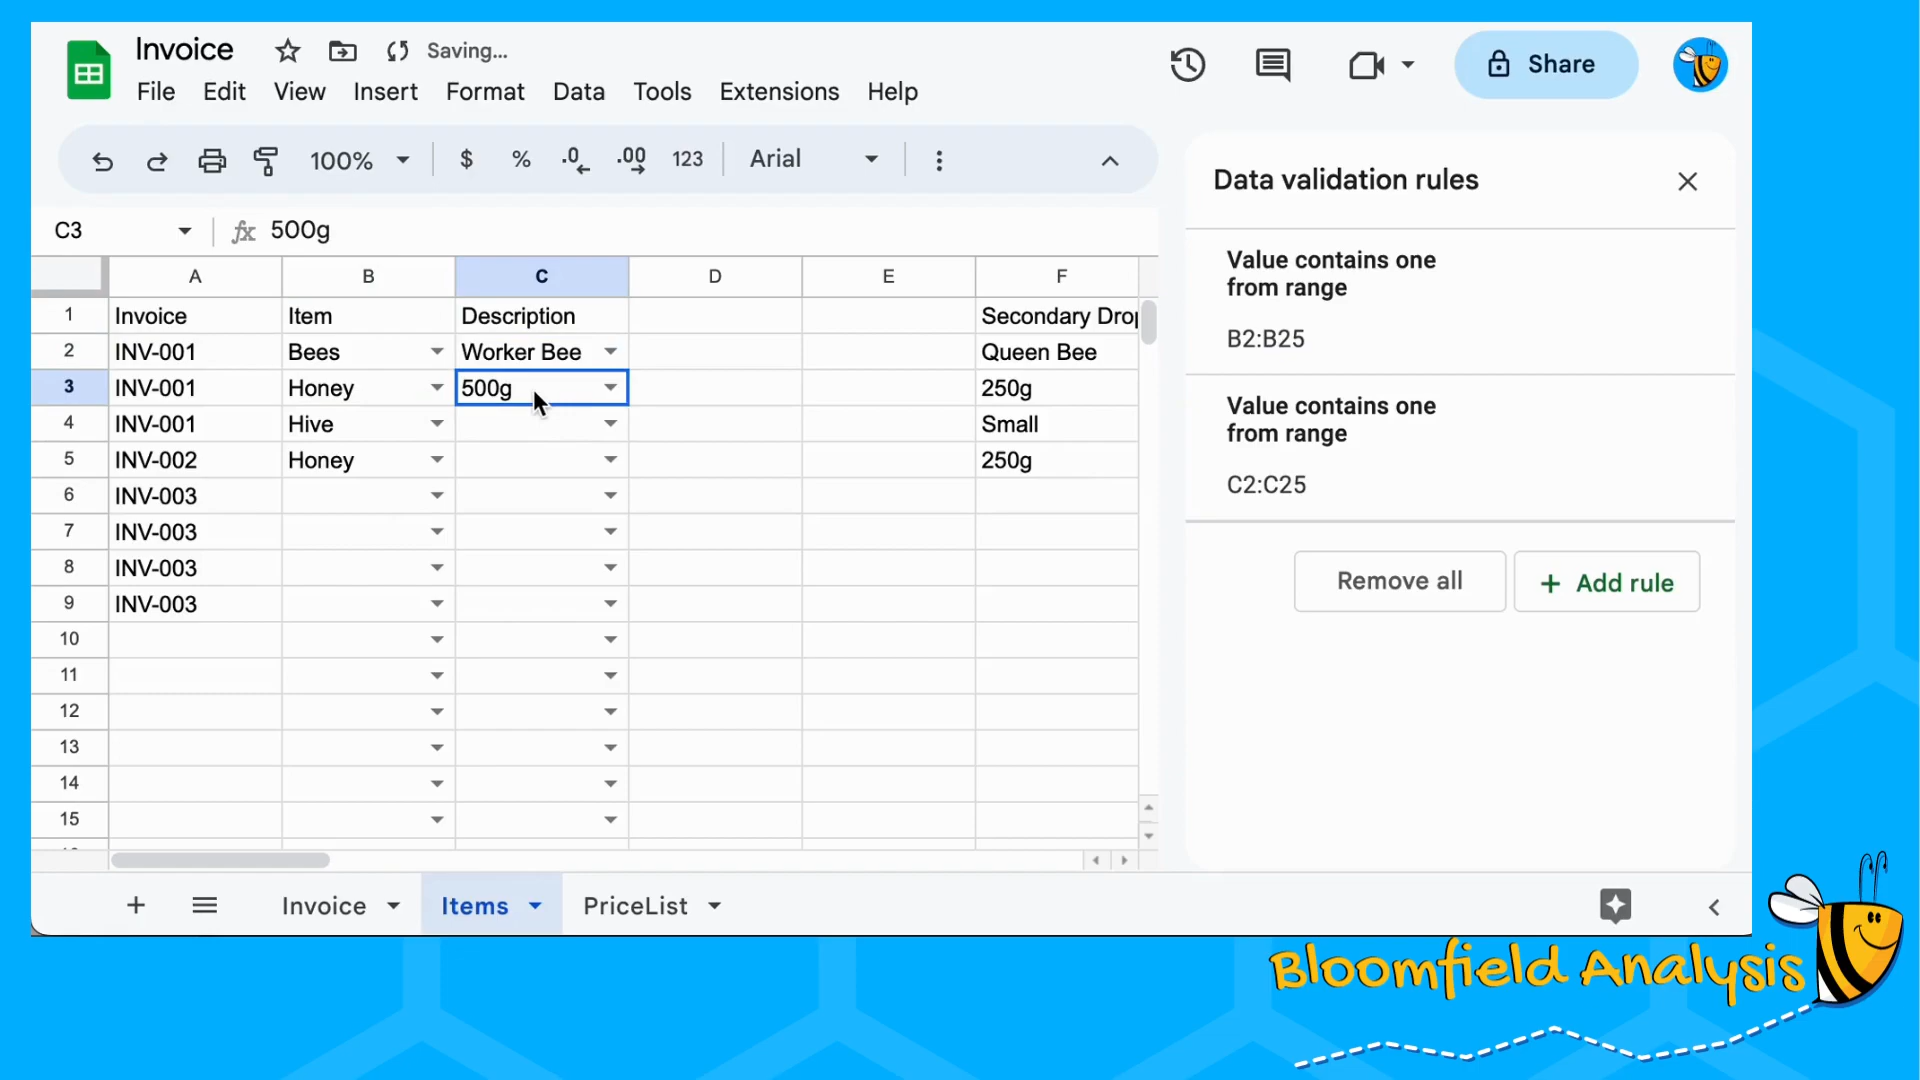 Invoice
Saving...
Share
File Edit View Insert Format Data Tools Extensions Help
100% $ % .0 .00 123 Arial
C3 fx 500g
Data validation rules
Value contains one
from range
B2:B25
Value contains one
from range
C2:C25
Remove all
+ Add rule
A B C D E F
1 Invoice Item Description Secondary Drop
2 INV-001 Bees Worker Bee Queen Bee
3 INV-001 Honey 500g 250g
4 INV-001 Hive Small
5 INV-002 Honey 250g
6 INV-003
7 INV-003
8 INV-003
9 INV-003
10
11
12
13
14
15
Invoice Items PriceList
Bloomfield Analysis